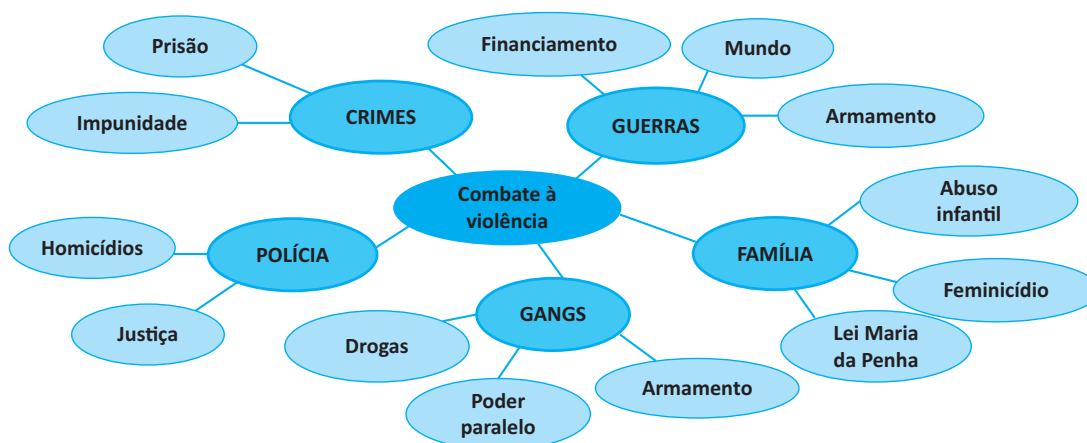 Prisão
Financiamento
Mundo
Impunidade
CRIMES
GUERRAS
Armamento
Combate à
violência
Abuso
infantil
Homicídios
POLÍCIA
FAMÍLIA
Feminicídio
Justiça
GANGS
Drogas
Lei Maria
da Penha
Poder
paralelo
Armamento